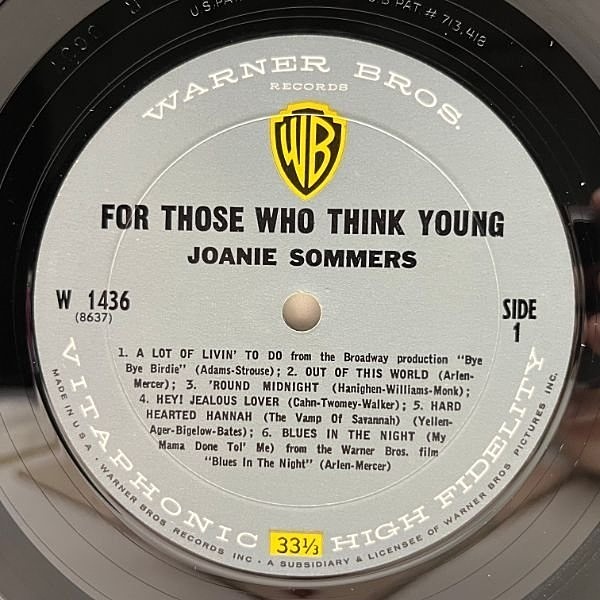 U.S. PAT
PAT # 713,418
WARNER BROS.
RECORDS
WB
FOR THOSE WHO THINK YOUNG
JOANIE SOMMERS
W 1436
(8637)
SIDE
1
1. A LOT OF LIVIN' TO DO from the Broadway production "Bye
Bye Birdie" (Adams-Strouse); 2. OUT OF THIS WORLD (Arlen-
Mercer); 3. 'ROUND MIDNIGHT (Hanighen-Williams-Monk);
4. HEY! JEALOUS LOVER (Cahn-Twomey-Walker); 5. HARD
HEARTED HANNAH (The Vamp Of Savannah) (Yellen-
Ager-Bigelow-Bates); 6. BLUES IN THE NIGHT (My
Mama Done Tol' Me) from the Warner Bros. film
"Blues In The Night" (Arlen-Mercer)
VITAPHONIC HIGH FIDELITY
33⅓
MADE IN U.S.A. • WARNER BROS. RECORDS INC • A SUBSIDIARY & LICENSEE OF WARNER BROS PICTURES, INC.